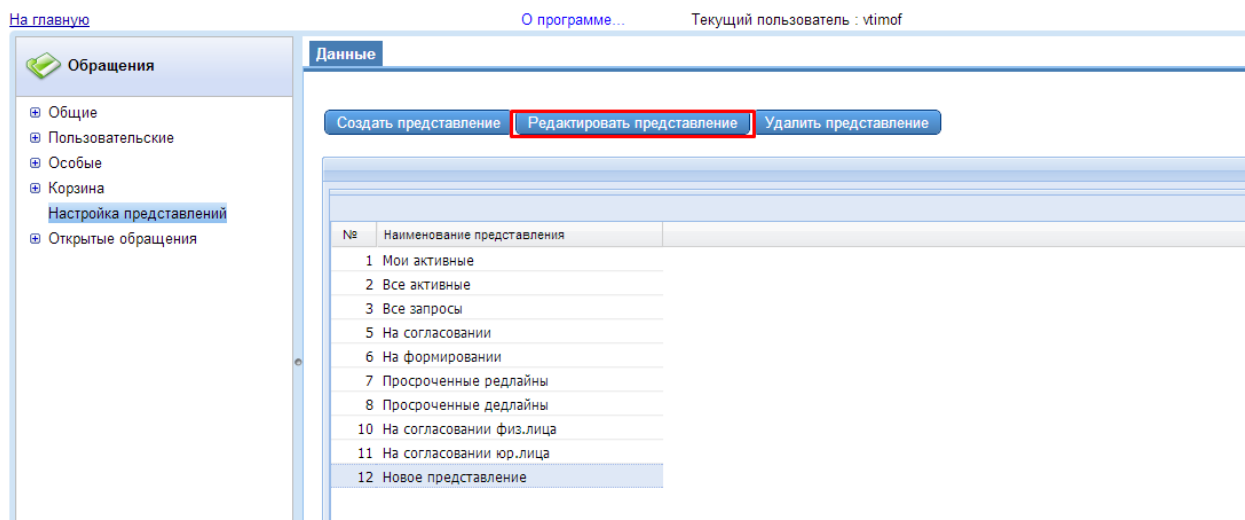 На главную О программе... Текущий пользователь : vtimof
Обращения
Общие
Пользовательские
Особые
Корзина
Настройка представлений
Открытые обращения
Данные
Создать представление Редактировать представление Удалить представление
№ Наименование представления
1 Мои активные
2 Все активные
3 Все запросы
5 На согласовании
6 На формировании
7 Просроченные редлайны
8 Просроченные дедлайны
10 На согласовании физ.лица
11 На согласовании юр.лица
12 Новое представление